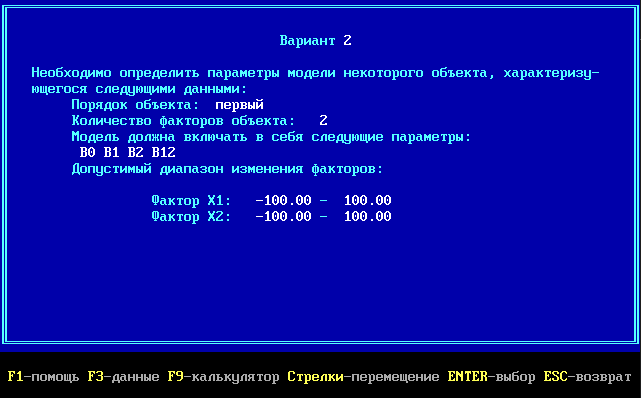 Вариант 2
Необходимо определить параметры модели некоторого объекта, характеризу-
ющегося следующими данными:
Порядок объекта: первый
Количество факторов объекта: 2
Модель должна включать в себя следующие параметры:
B0 B1 B2 B12
Допустимый диапазон изменения факторов:
Фактор X1: -100.00 - 100.00
Фактор X2: -100.00 - 100.00
F1-помощь F3-данные F9-калькулятор Стрелки-перемещение ENTER-выбор ESC-возврат